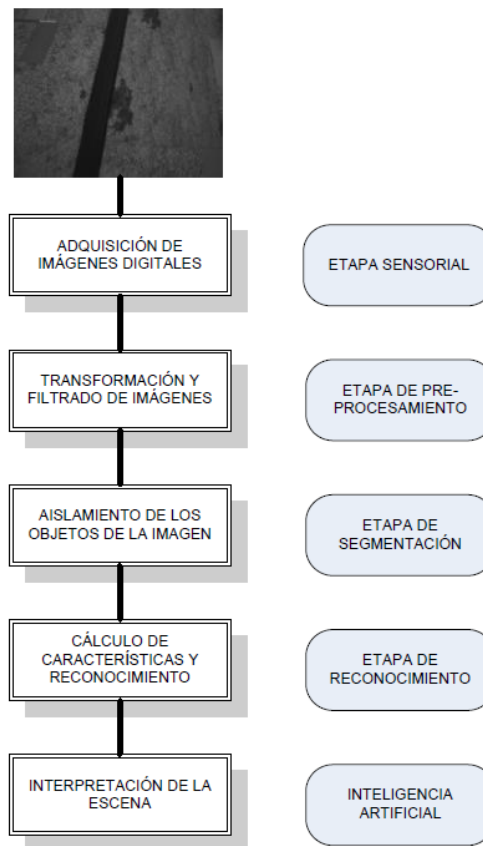 ADQUISICIÓN DE
IMÁGENES DIGITALES
ETAPA SENSORIAL
TRANSFORMACIÓN Y
FILTRADO DE IMÁGENES
ETAPA DE PRE-
PROCESAMIENTO
AISLAMIENTO DE LOS
OBJETOS DE LA IMAGEN
ETAPA DE
SEGMENTACIÓN
CÁLCULO DE
CARACTERÍSTICAS Y
RECONOCIMIENTO
ETAPA DE
RECONOCIMIENTO
INTERPRETACIÓN DE LA
ESCENA
INTELIGENCIA
ARTIFICIAL